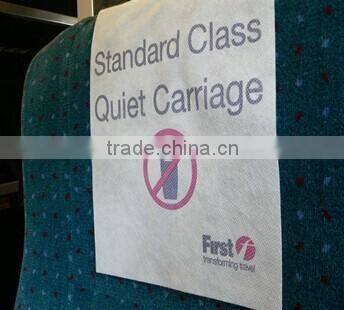 Standard Class
Quiet Carriage
trade.china.cn
First
transforming travel